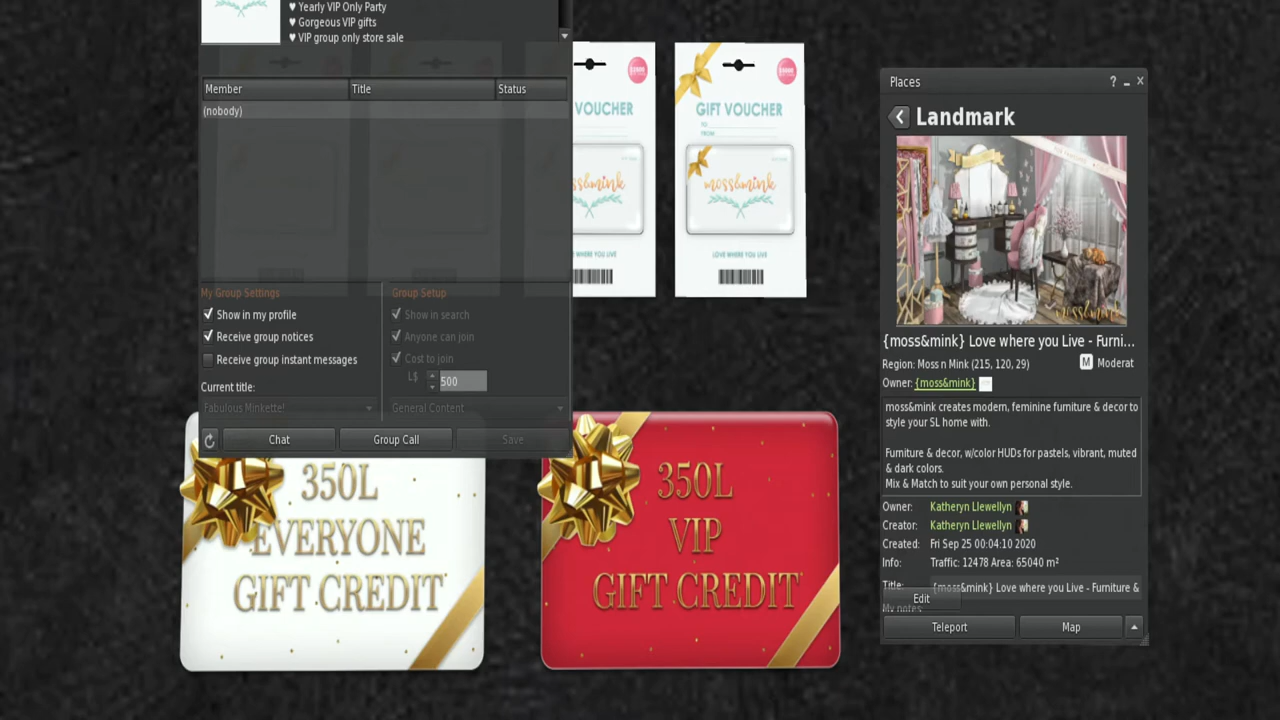 ♥ Yearly VIP Only Party
♥ Gorgeous VIP gifts
♥ VIP group only store sale
Member
Title
Status
(nobody)
My Group Settings
Show in my profile
Receive group notices
Receive group instant messages
Current title:
Fabulous Minkette!
Group Setup
Show in search
Anyone can join
Cost to join
L$ 500
General Content
Chat
Group Call
Save
VOUCHER
GIFT VOUCHER
TO
FROM
moss&mink
LOVE WHERE YOU LIVE
350L
EVERYONE
GIFT CREDIT
350L
VIP
GIFT CREDIT
Places
?
Landmark
moss&mink
{moss&mink} Love where you Live - Furni...
Region: Moss n Mink (215, 120, 29)
M Moderat
Owner: {moss&mink}
moss&mink creates modern, feminine furniture & decor to
style your SL home with.
Furniture & decor, w/color HUDs for pastels, vibrant, muted
& dark colors.
Mix & Match to suit your own personal style.
Owner: Katheryn Llewellyn
Creator: Katheryn Llewellyn
Created: Fri Sep 25 00:04:10 2020
Info: Traffic: 12478 Area: 65040 m²
Title: {moss&mink} Love where you Live - Furniture &
Edit
My notes
Teleport
Map